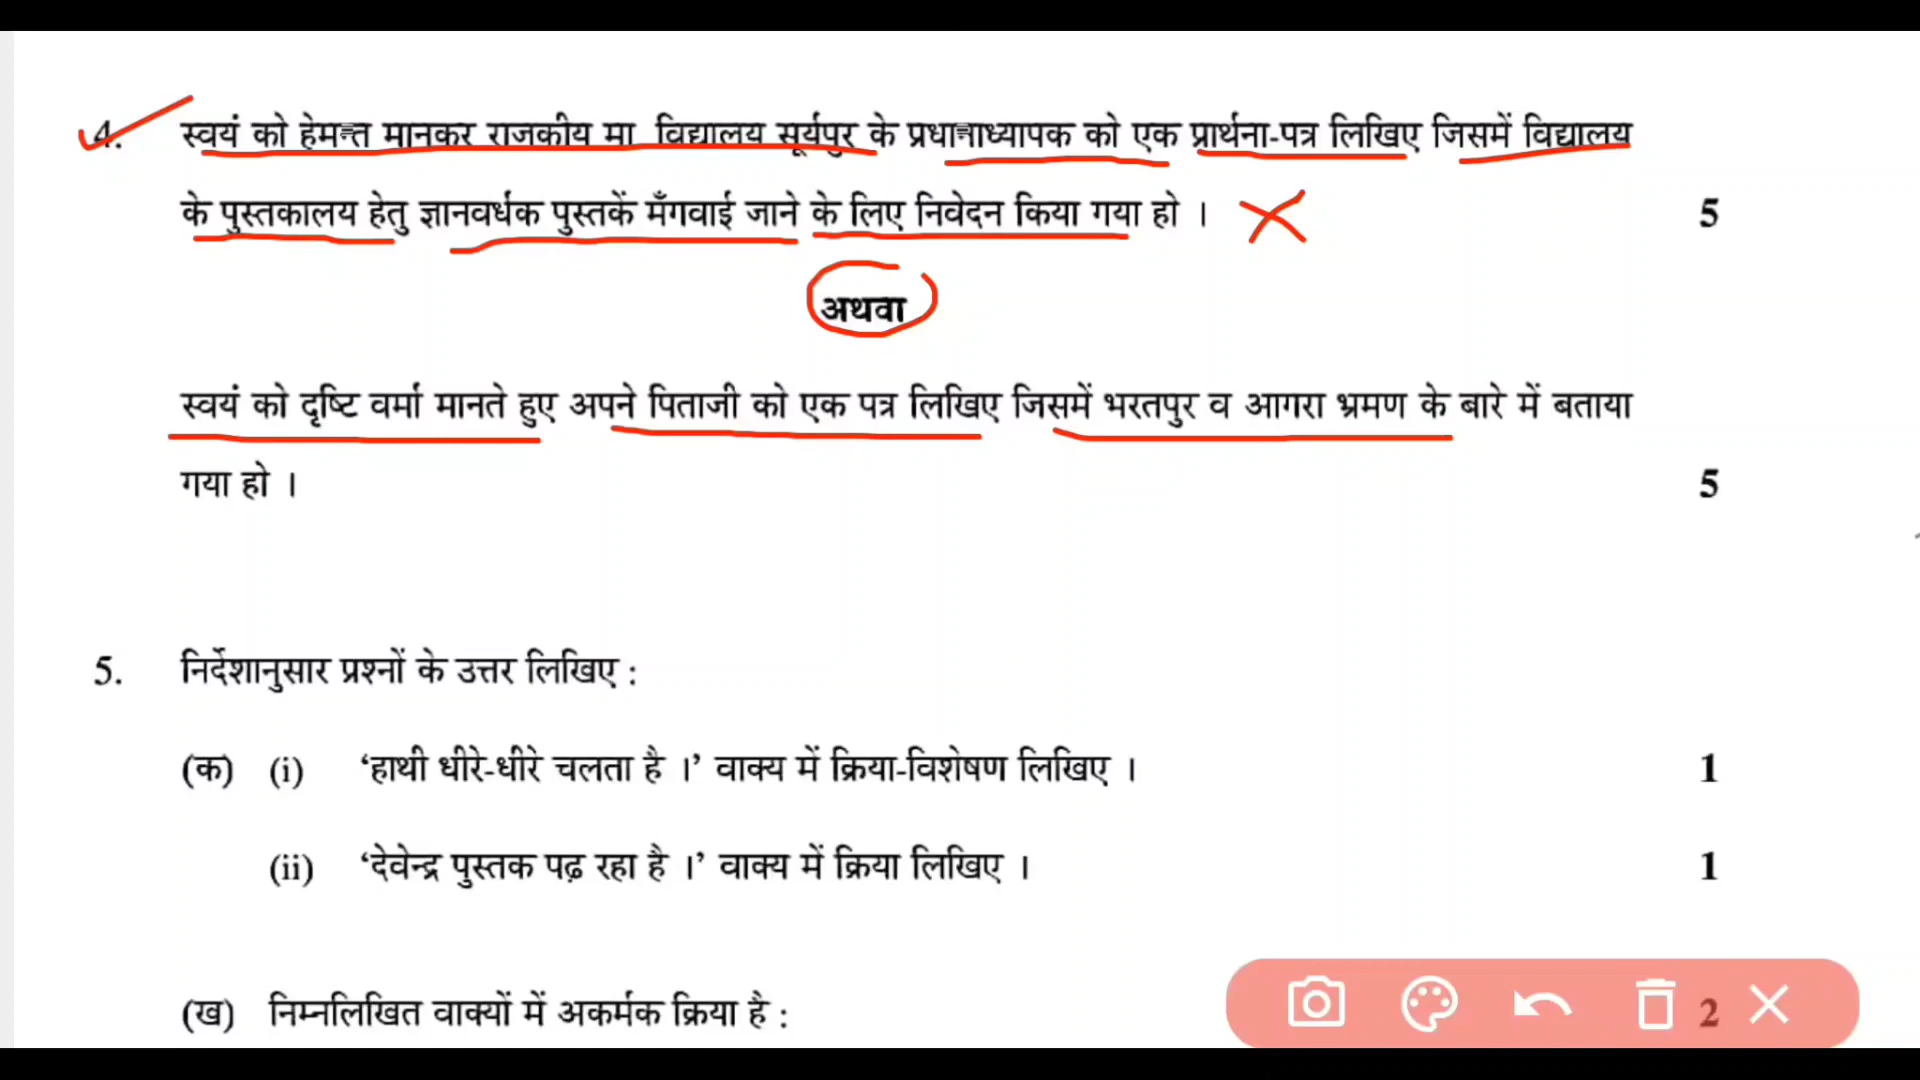 4. स्वयं को हेमन्त मानकर राजकीय मा विद्यालय सूर्यपुर के प्रधानाध्यापक को एक प्रार्थना-पत्र लिखिए जिसमें विद्यालय
के पुस्तकालय हेतु ज्ञानवर्धक पुस्तकें मँगवाई जाने के लिए निवेदन किया गया हो । 5
अथवा
स्वयं को दृष्टि वर्मा मानते हुए अपने पिताजी को एक पत्र लिखिए जिसमें भरतपुर व आगरा भ्रमण के बारे में बताया
गया हो । 5
5. निर्देशानुसार प्रश्नों के उत्तर लिखिए :
(क) (i) ‘हाथी धीरे-धीरे चलता है ।’ वाक्य में क्रिया-विशेषण लिखिए । 1
(ii) ‘देवेन्द्र पुस्तक पढ़ रहा है ।’ वाक्य में क्रिया लिखिए । 1
(ख) निम्नलिखित वाक्यों में अकर्मक क्रिया है : 2